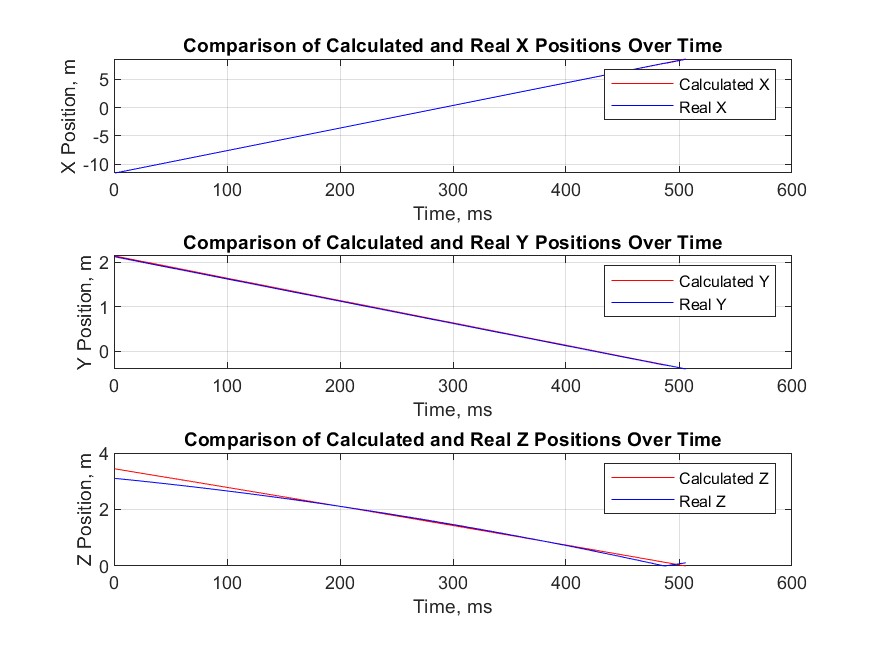 Comparison of Calculated and Real X Positions Over Time
X Position, m
5
0
-5
-10
Calculated X
Real X
0 100 200 300 400 500 600
Time, ms
Comparison of Calculated and Real Y Positions Over Time
Y Position, m
2
1
0
Calculated Y
Real Y
0 100 200 300 400 500 600
Time, ms
Comparison of Calculated and Real Z Positions Over Time
Z Position, m
4
2
0
Calculated Z
Real Z
0 100 200 300 400 500 600
Time, ms